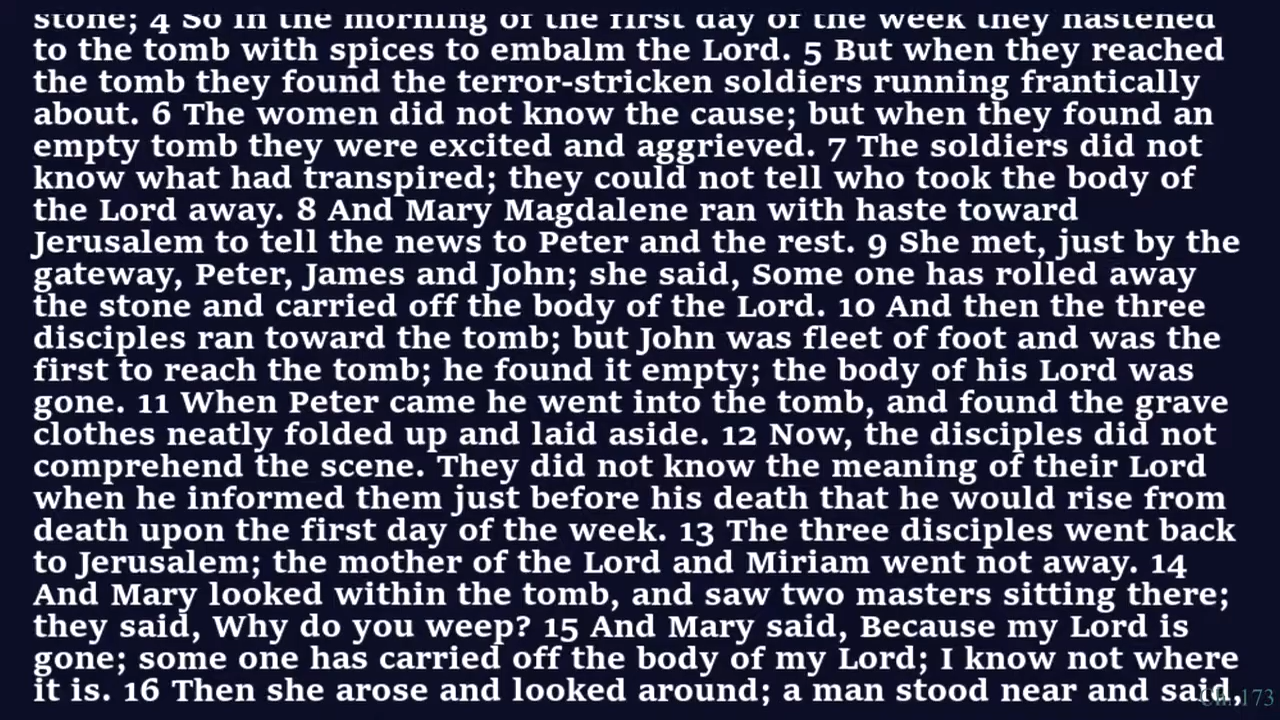 stone; 4 So in the morning of the first day of the week they hastened
to the tomb with spices to embalm the Lord. 5 But when they reached
the tomb they found the terror-stricken soldiers running frantically
about. 6 The women did not know the cause; but when they found an
empty tomb they were excited and aggrieved. 7 The soldiers did not
know what had transpired; they could not tell who took the body of
the Lord away. 8 And Mary Magdalene ran with haste toward
Jerusalem to tell the news to Peter and the rest. 9 She met, just by the
gateway, Peter, James and John; she said, Some one has rolled away
the stone and carried off the body of the Lord. 10 And then the three
disciples ran toward the tomb; but John was fleet of foot and was the
first to reach the tomb; he found it empty; the body of his Lord was
gone. 11 When Peter came he went into the tomb, and found the grave
clothes neatly folded up and laid aside. 12 Now, the disciples did not
comprehend the scene. They did not know the meaning of their Lord
when he informed them just before his death that he would rise from
death upon the first day of the week. 13 The three disciples went back
to Jerusalem; the mother of the Lord and Miriam went not away. 14
And Mary looked within the tomb, and saw two masters sitting there;
they said, Why do you weep? 15 And Mary said, Because my Lord is
gone; some one has carried off the body of my Lord; I know not where
it is. 16 Then she arose and looked around; a man stood near and said,
Ch. 173